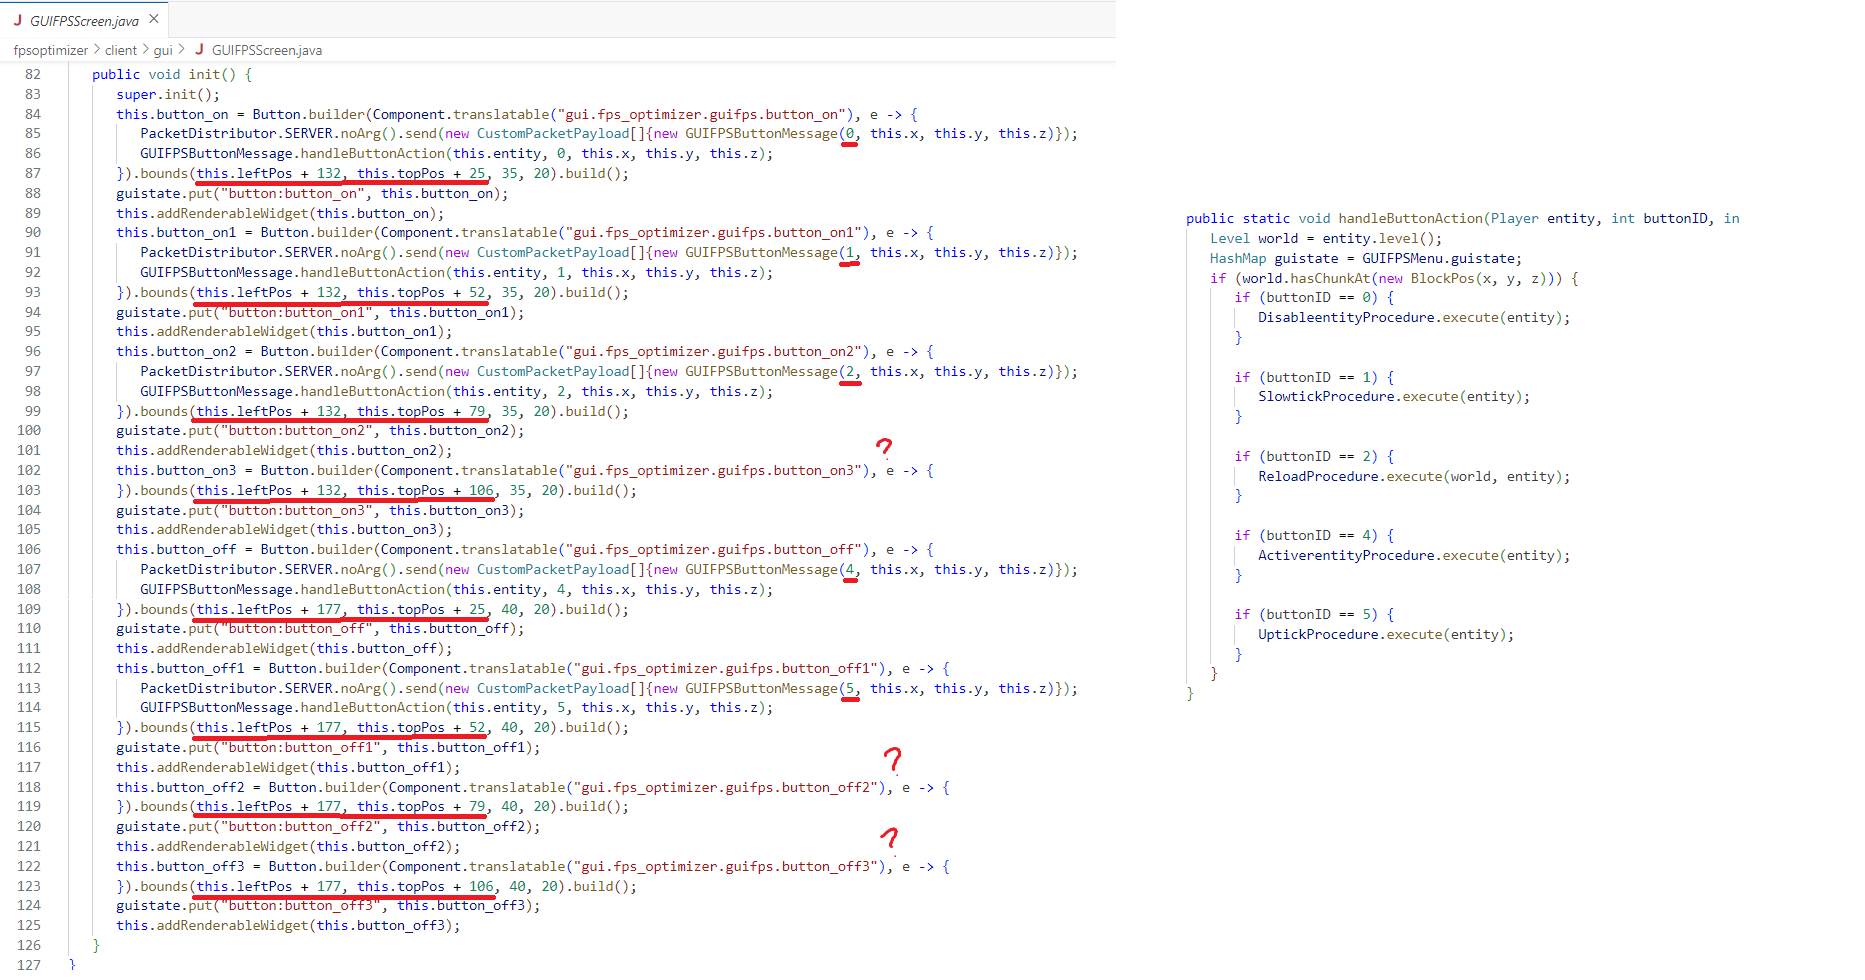 GUIFPSScreen.java ×
fpsoptimizer > client > gui > J GUIFPSScreen.java
82 public void init() {
83 super.init();
84 this.button_on = Button.builder(Component.translatable("gui.fps_optimizer.guifps.button_on"), e -> {
85 PacketDistributor.SERVER.noArg().send(new CustomPacketPayload[]{new GUIFPSButtonMessage(0, this.x, this.y, this.z)});
86 GUIFPSButtonMessage.handleButtonAction(this.entity, 0, this.x, this.y, this.z);
87 }).bounds(this.leftPos + 132, this.topPos + 25, 35, 20).build();
88 guistate.put("button:button_on", this.button_on);
89 this.addRenderableWidget(this.button_on);
90 this.button_on1 = Button.builder(Component.translatable("gui.fps_optimizer.guifps.button_on1"), e -> {
91 PacketDistributor.SERVER.noArg().send(new CustomPacketPayload[]{new GUIFPSButtonMessage(1, this.x, this.y, this.z)});
92 GUIFPSButtonMessage.handleButtonAction(this.entity, 1, this.x, this.y, this.z);
93 }).bounds(this.leftPos + 132, this.topPos + 52, 35, 20).build();
94 guistate.put("button:button_on1", this.button_on1);
95 this.addRenderableWidget(this.button_on1);
96 this.button_on2 = Button.builder(Component.translatable("gui.fps_optimizer.guifps.button_on2"), e -> {
97 PacketDistributor.SERVER.noArg().send(new CustomPacketPayload[]{new GUIFPSButtonMessage(2, this.x, this.y, this.z)});
98 GUIFPSButtonMessage.handleButtonAction(this.entity, 2, this.x, this.y, this.z);
99 }).bounds(this.leftPos + 132, this.topPos + 79, 35, 20).build();
100 guistate.put("button:button_on2", this.button_on2);
101 this.addRenderableWidget(this.button_on2);
?
102 this.button_on3 = Button.builder(Component.translatable("gui.fps_optimizer.guifps.button_on3"), e -> {
103 }).bounds(this.leftPos + 132, this.topPos + 106, 35, 20).build();
104 guistate.put("button:button_on3", this.button_on3);
105 this.addRenderableWidget(this.button_on3);
106 this.button_off = Button.builder(Component.translatable("gui.fps_optimizer.guifps.button_off"), e -> {
107 PacketDistributor.SERVER.noArg().send(new CustomPacketPayload[]{new GUIFPSButtonMessage(4, this.x, this.y, this.z)});
108 GUIFPSButtonMessage.handleButtonAction(this.entity, 4, this.x, this.y, this.z);
109 }).bounds(this.leftPos + 177, this.topPos + 25, 40, 20).build();
110 guistate.put("button:button_off", this.button_off);
111 this.addRenderableWidget(this.button_off);
112 this.button_off1 = Button.builder(Component.translatable("gui.fps_optimizer.guifps.button_off1"), e -> {
113 PacketDistributor.SERVER.noArg().send(new CustomPacketPayload[]{new GUIFPSButtonMessage(5, this.x, this.y, this.z)});
114 GUIFPSButtonMessage.handleButtonAction(this.entity, 5, this.x, this.y, this.z);
115 }).bounds(this.leftPos + 177, this.topPos + 52, 40, 20).build();
116 guistate.put("button:button_off1", this.button_off1);
117 this.addRenderableWidget(this.button_off1);
?
118 this.button_off2 = Button.builder(Component.translatable("gui.fps_optimizer.guifps.button_off2"), e -> {
119 }).bounds(this.leftPos + 177, this.topPos + 79, 40, 20).build();
120 guistate.put("button:button_off2", this.button_off2);
121 this.addRenderableWidget(this.button_off2);
?
122 this.button_off3 = Button.builder(Component.translatable("gui.fps_optimizer.guifps.button_off3"), e -> {
123 }).bounds(this.leftPos + 177, this.topPos + 106, 40, 20).build();
124 guistate.put("button:button_off3", this.button_off3);
125 this.addRenderableWidget(this.button_off3);
126 }
127 }
public static void handleButtonAction(Player entity, int buttonID, in
Level world = entity.level();
HashMap guistate = GUIFPSMenu.guistate;
if (world.hasChunkAt(new BlockPos(x, y, z))) {
if (buttonID == 0) {
DisableentityProcedure.execute(entity);
}
if (buttonID == 1) {
SlowtickProcedure.execute(entity);
}
if (buttonID == 2) {
ReloadProcedure.execute(world, entity);
}
if (buttonID == 4) {
ActiverentityProcedure.execute(entity);
}
if (buttonID == 5) {
UptickProcedure.execute(entity);
}
}
}